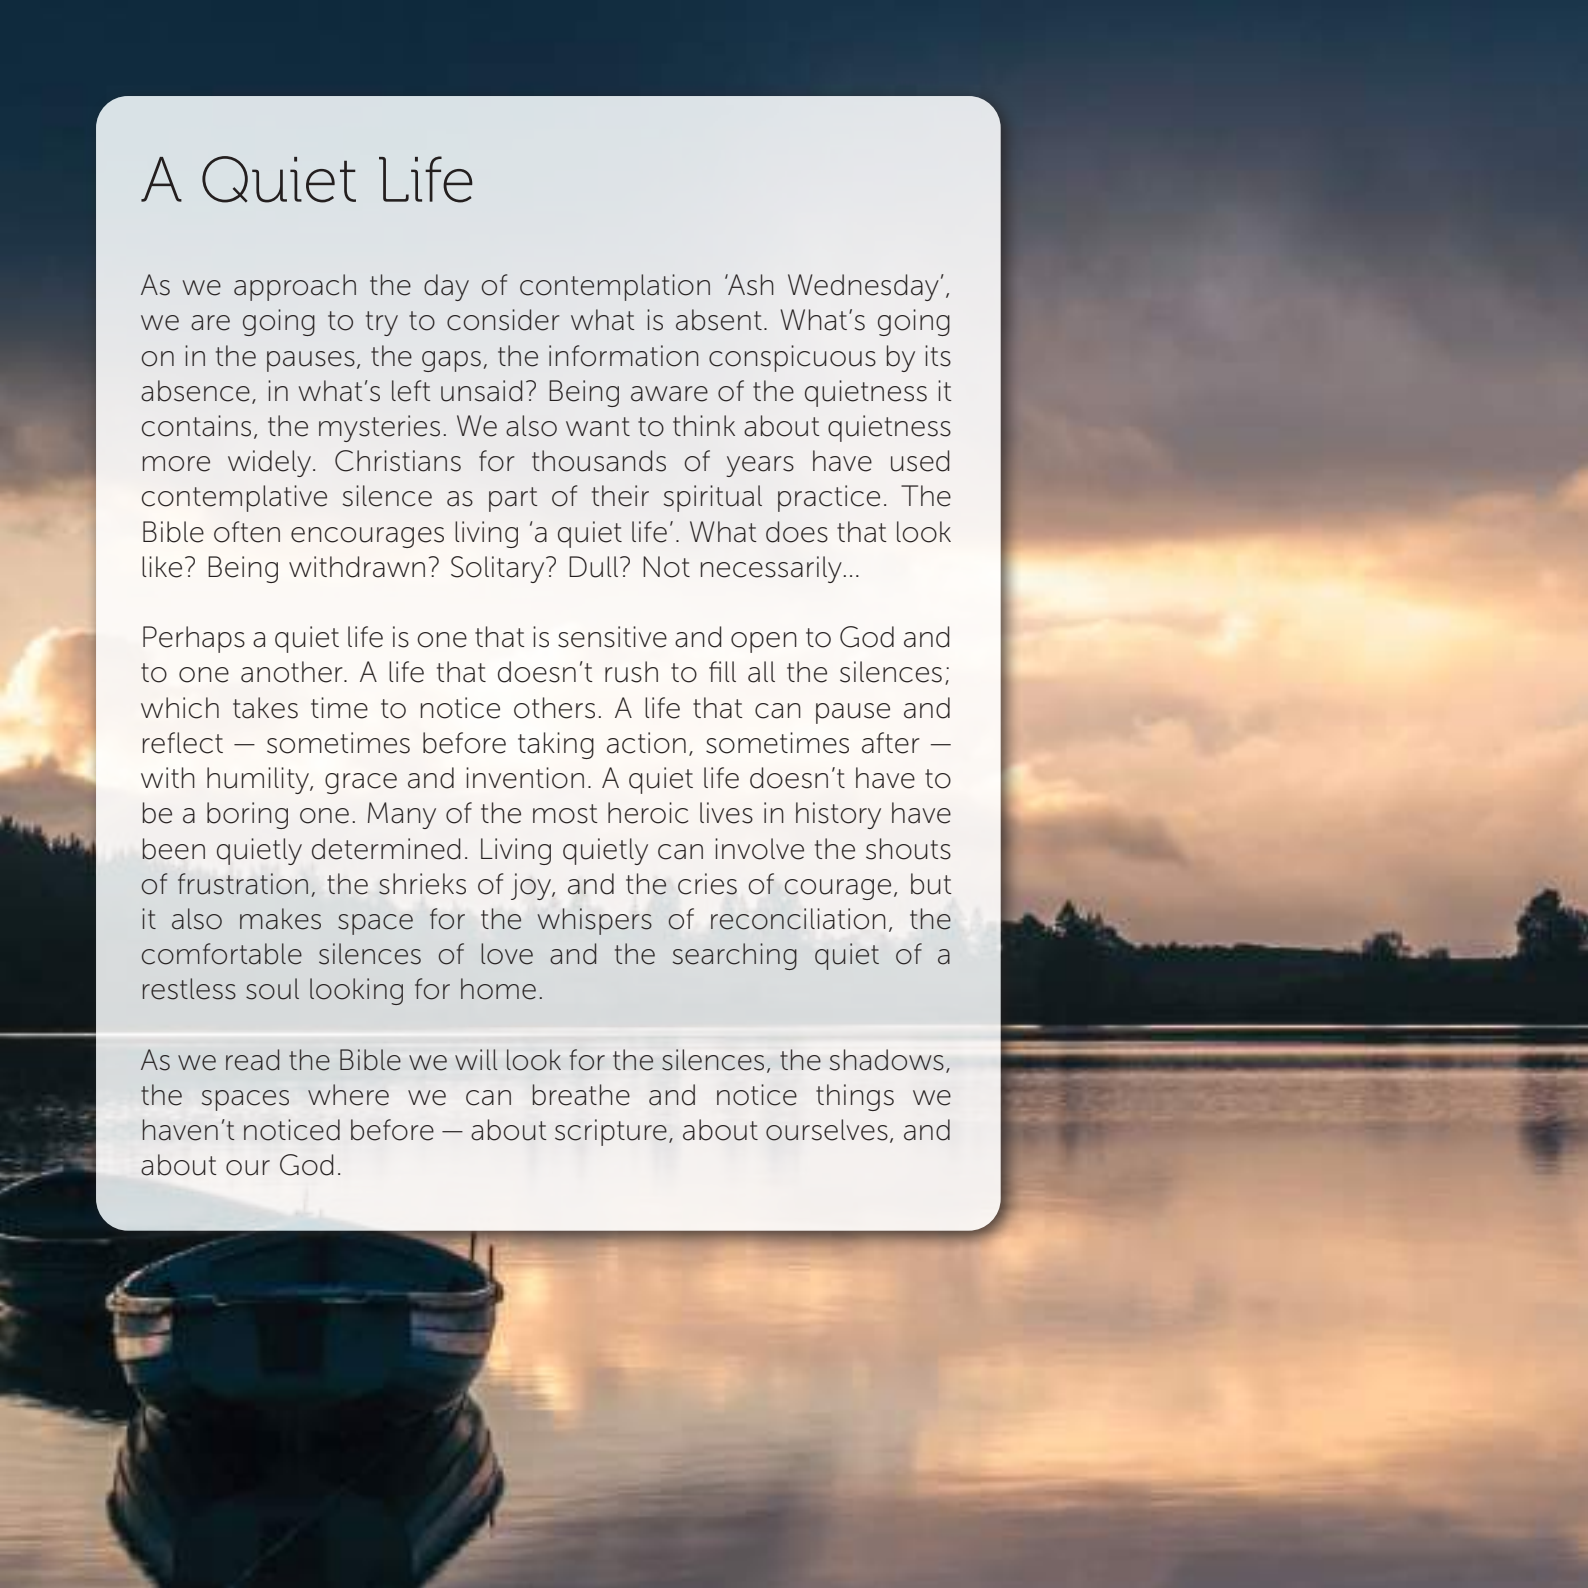 A Quiet Life
As we approach the day of contemplation ‘Ash Wednesday’,
we are going to try to consider what is absent. What’s going
on in the pauses, the gaps, the information conspicuous by its
absence, in what’s left unsaid? Being aware of the quietness it
contains, the mysteries. We also want to think about quietness
more widely. Christians for thousands of years have used
contemplative silence as part of their spiritual practice. The
Bible often encourages living ‘a quiet life’. What does that look
like? Being withdrawn? Solitary? Dull? Not necessarily...
Perhaps a quiet life is one that is sensitive and open to God and
to one another. A life that doesn’t rush to fill all the silences;
which takes time to notice others. A life that can pause and
reflect — sometimes before taking action, sometimes after —
with humility, grace and invention. A quiet life doesn’t have to
be a boring one. Many of the most heroic lives in history have
been quietly determined. Living quietly can involve the shouts
of frustration, the shrieks of joy, and the cries of courage, but
it also makes space for the whispers of reconciliation, the
comfortable silences of love and the searching quiet of a
restless soul looking for home.
As we read the Bible we will look for the silences, the shadows,
the spaces where we can breathe and notice things we
haven’t noticed before — about scripture, about ourselves, and
about our God.